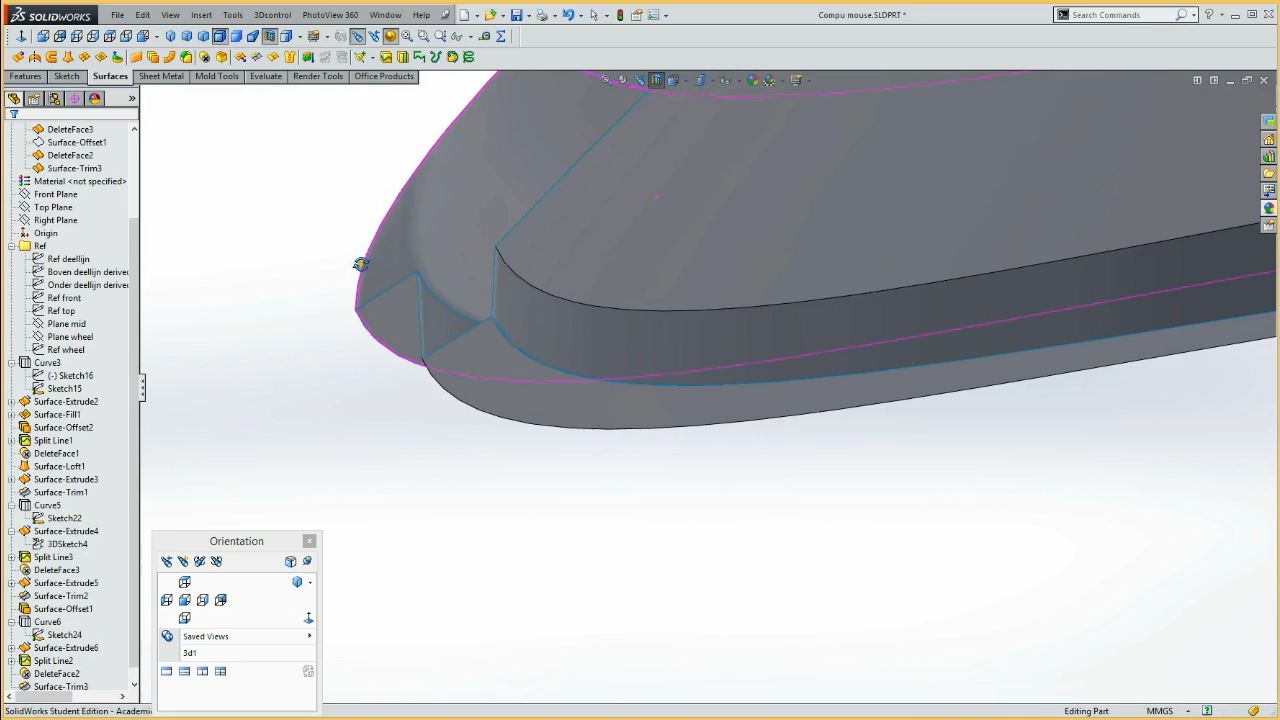 SOLIDWORKS File Edit View Insert Tools 3Dcontrol PhotoView 360 Window Help Compu mouse.SLDPRT * Search Commands
Features Sketch Surfaces Sheet Metal Mold Tools Evaluate Render Tools Office Products
DeleteFace3
Surface-Offset1
DeleteFace2
Surface-Trim3
Material <not specified>
Front Plane
Top Plane
Right Plane
Origin
Ref
Ref deellijn
Boven deellijn derived
Onder deellijn derived
Ref front
Ref top
Plane mid
Plane wheel
Ref wheel
Curve3
(-) Sketch16
Sketch15
Surface-Extrude2
Surface-Fill1
Surface-Offset2
Split Line1
DeleteFace1
Surface-Loft1
Surface-Extrude3
Surface-Trim1
Curve5
Sketch22
Surface-Extrude4
3DSketch4
Split Line3
DeleteFace3
Surface-Extrude5
Surface-Trim2
Surface-Offset1
Curve6
Sketch24
Surface-Extrude6
Split Line2
DeleteFace2
Surface-Trim3
Orientation
Saved Views
3d1
SolidWorks Student Edition - Academic Editing Part MMGS